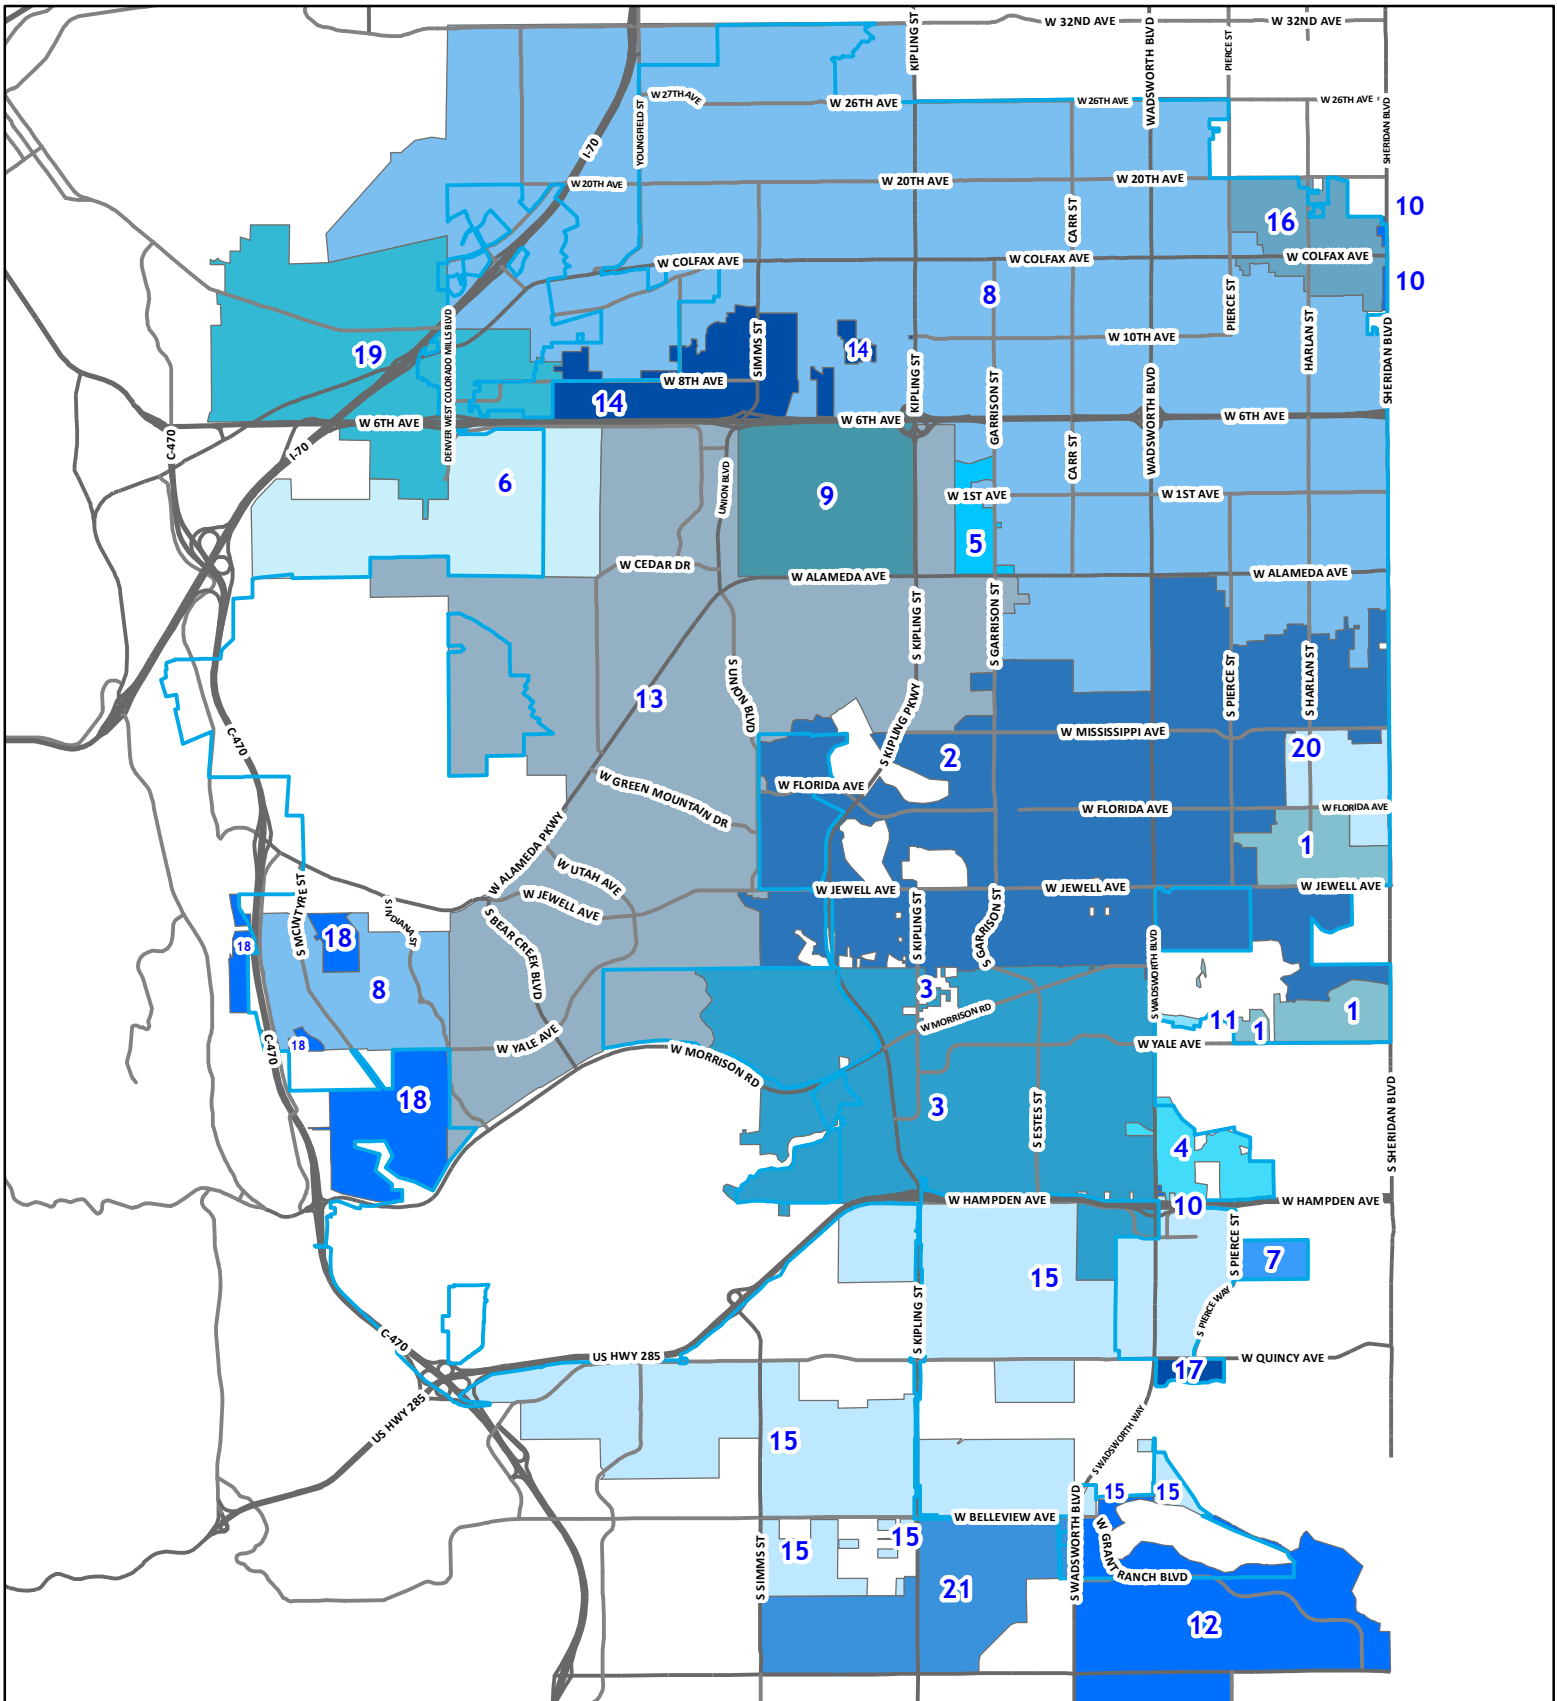 W 32ND AVE
W 32ND AVE
KIPLING ST
WADSWORTH BLVD
PIERCE ST
W 27TH AVE
W 26TH AVE
W 26TH AVE
W 26TH AVE
YOUNGFIELD ST
I-70
SHERIDAN BLVD
W 20TH AVE
W 20TH AVE
W 20TH AVE
CARR ST
16
10
W COLFAX AVE
W COLFAX AVE
W COLFAX AVE
10
8
PIERCE ST
DENVER WEST COLORADO MILLS BLVD
SIMMS ST
W 10TH AVE
HARLAN ST
SHERIDAN BLVD
19
14
W 8TH AVE
KIPLING ST
14
GARRISON ST
WADSWORTH BLVD
W 6TH AVE
W 6TH AVE
W 6TH AVE
C-470
I-70
CARR ST
6
UNION BLVD
9
W 1ST AVE
W 1ST AVE
5
W CEDAR DR
W ALAMEDA AVE
W ALAMEDA AVE
S KIPLING ST
S GARRISON ST
13
S UNION BLVD
S PIERCE ST
S HARLAN ST
C-470
S KIPLING PKWY
2
W MISSISSIPPI AVE
20
W GREEN MOUNTAIN DR
W FLORIDA AVE
W FLORIDA AVE
W FLORIDA AVE
W ALAMEDA PKWY
1
W UTAH AVE
W JEWELL AVE
W JEWELL AVE
W JEWELL AVE
W JEWELL AVE
S MCINTYRE ST
S INDIANA ST
S BEAR CREEK BLVD
S KIPLING ST
S GARRISON ST
S WADSWORTH BLVD
18
18
8
3
W MORRISON RD
11
1
1
18
C-470
W YALE AVE
W YALE AVE
W MORRISON RD
18
3
S ESTES ST
S SHERIDAN BLVD
4
W HAMPDEN AVE
10
W HAMPDEN AVE
S PIERCE ST
7
15
S KIPLING ST
S PIERCE WAY
C-470
US HWY 285
W QUINCY AVE
17
US HWY 285
15
S WADSWORTH WAY
15
15
W BELLEVIEW AVE
S WADSWORTH BLVD
15
15
W GRANT
RANCH BLVD
S SIMMS ST
21
12